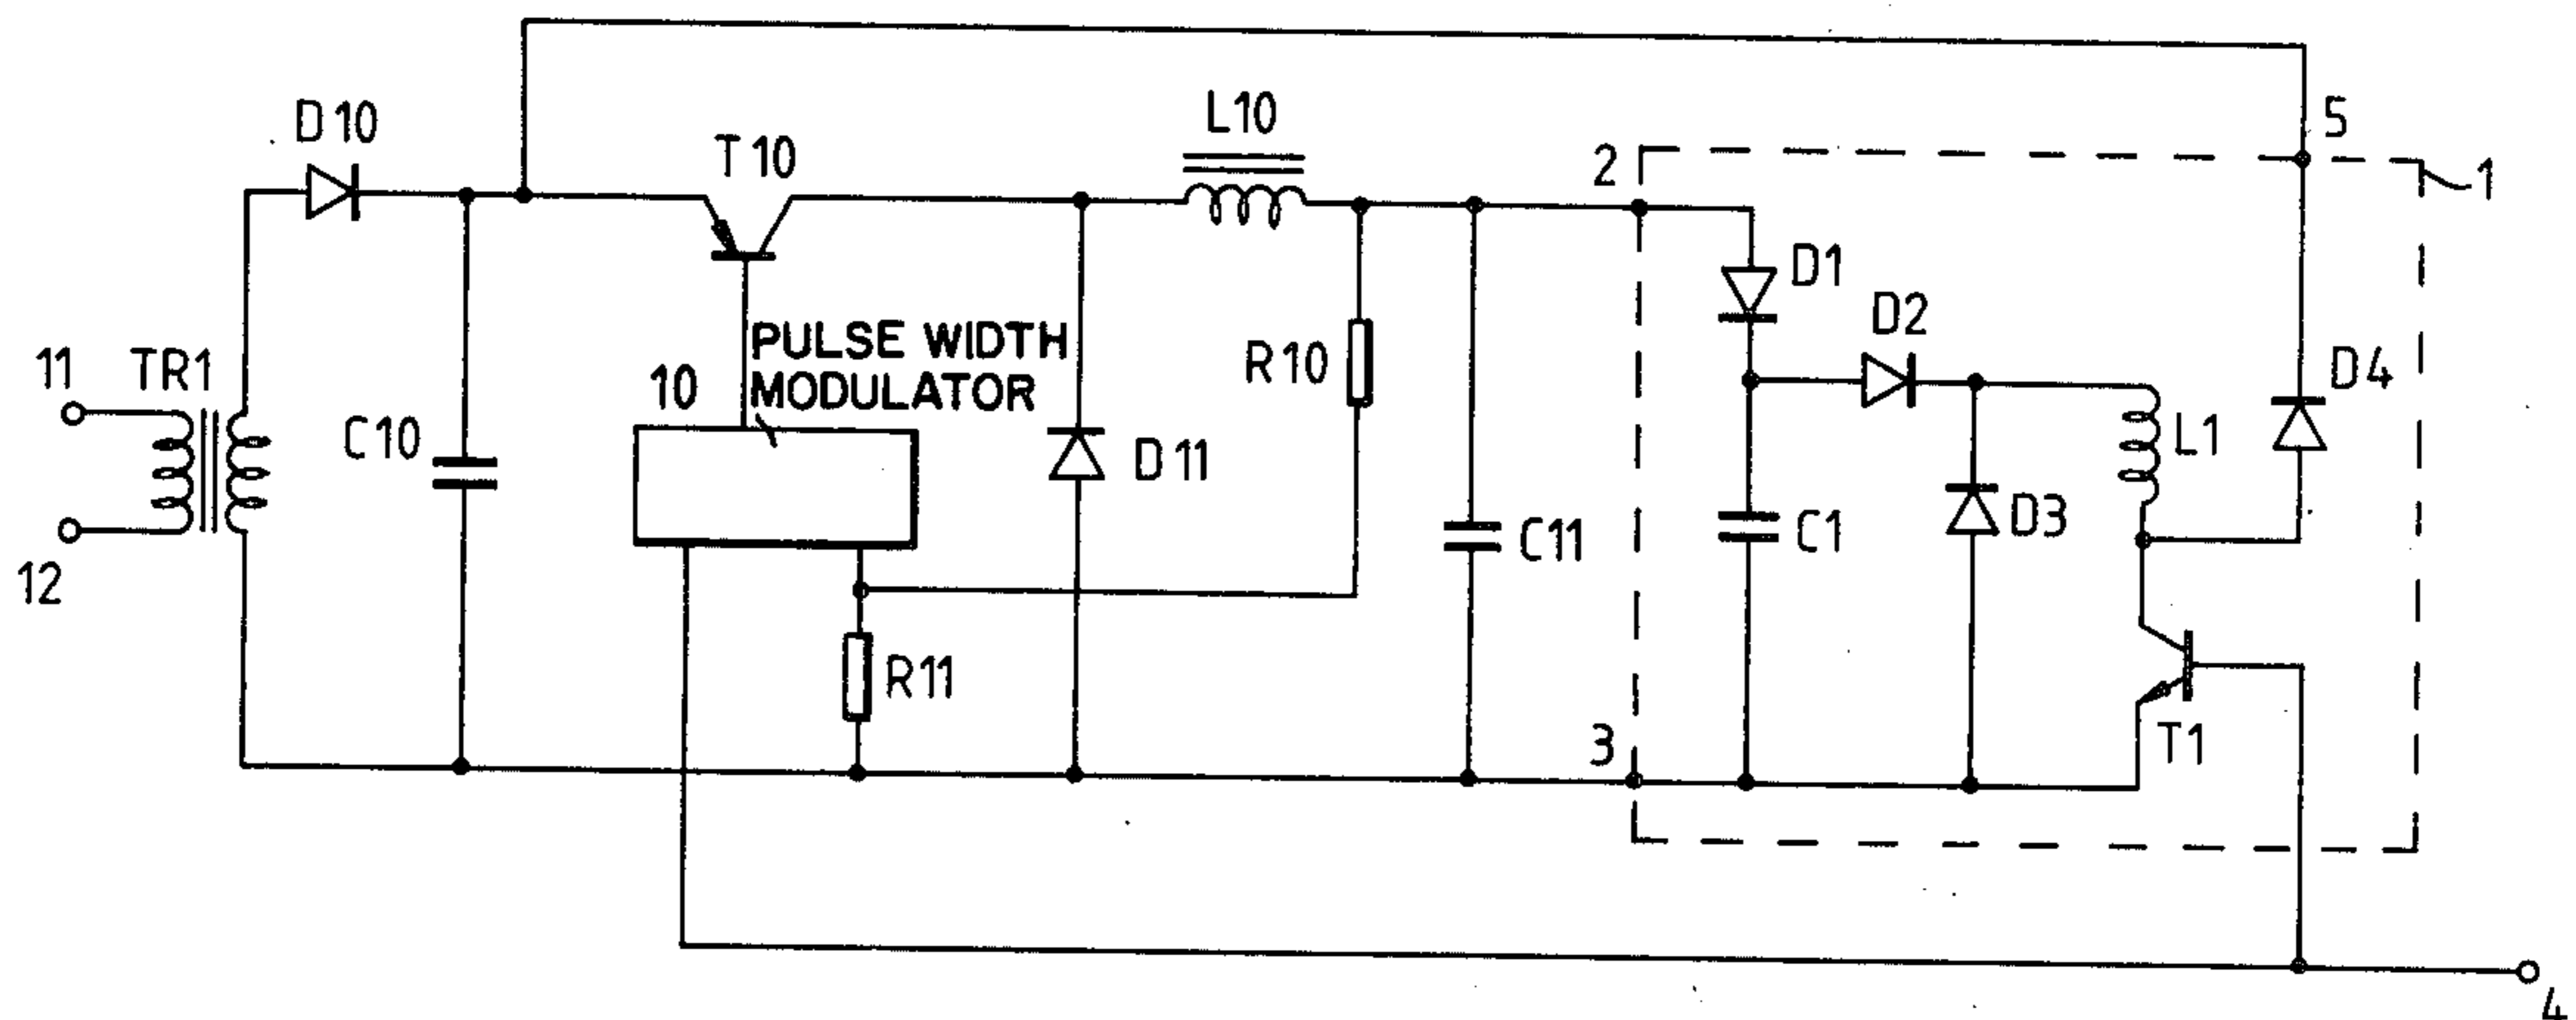 D10
T10
L10
2
5
1
D1
D2
PULSE WIDTH
MODULATOR
10
R10
11
TR1
C10
D11
D4
L1
C11
C1
D3
12
R11
3
T1
4